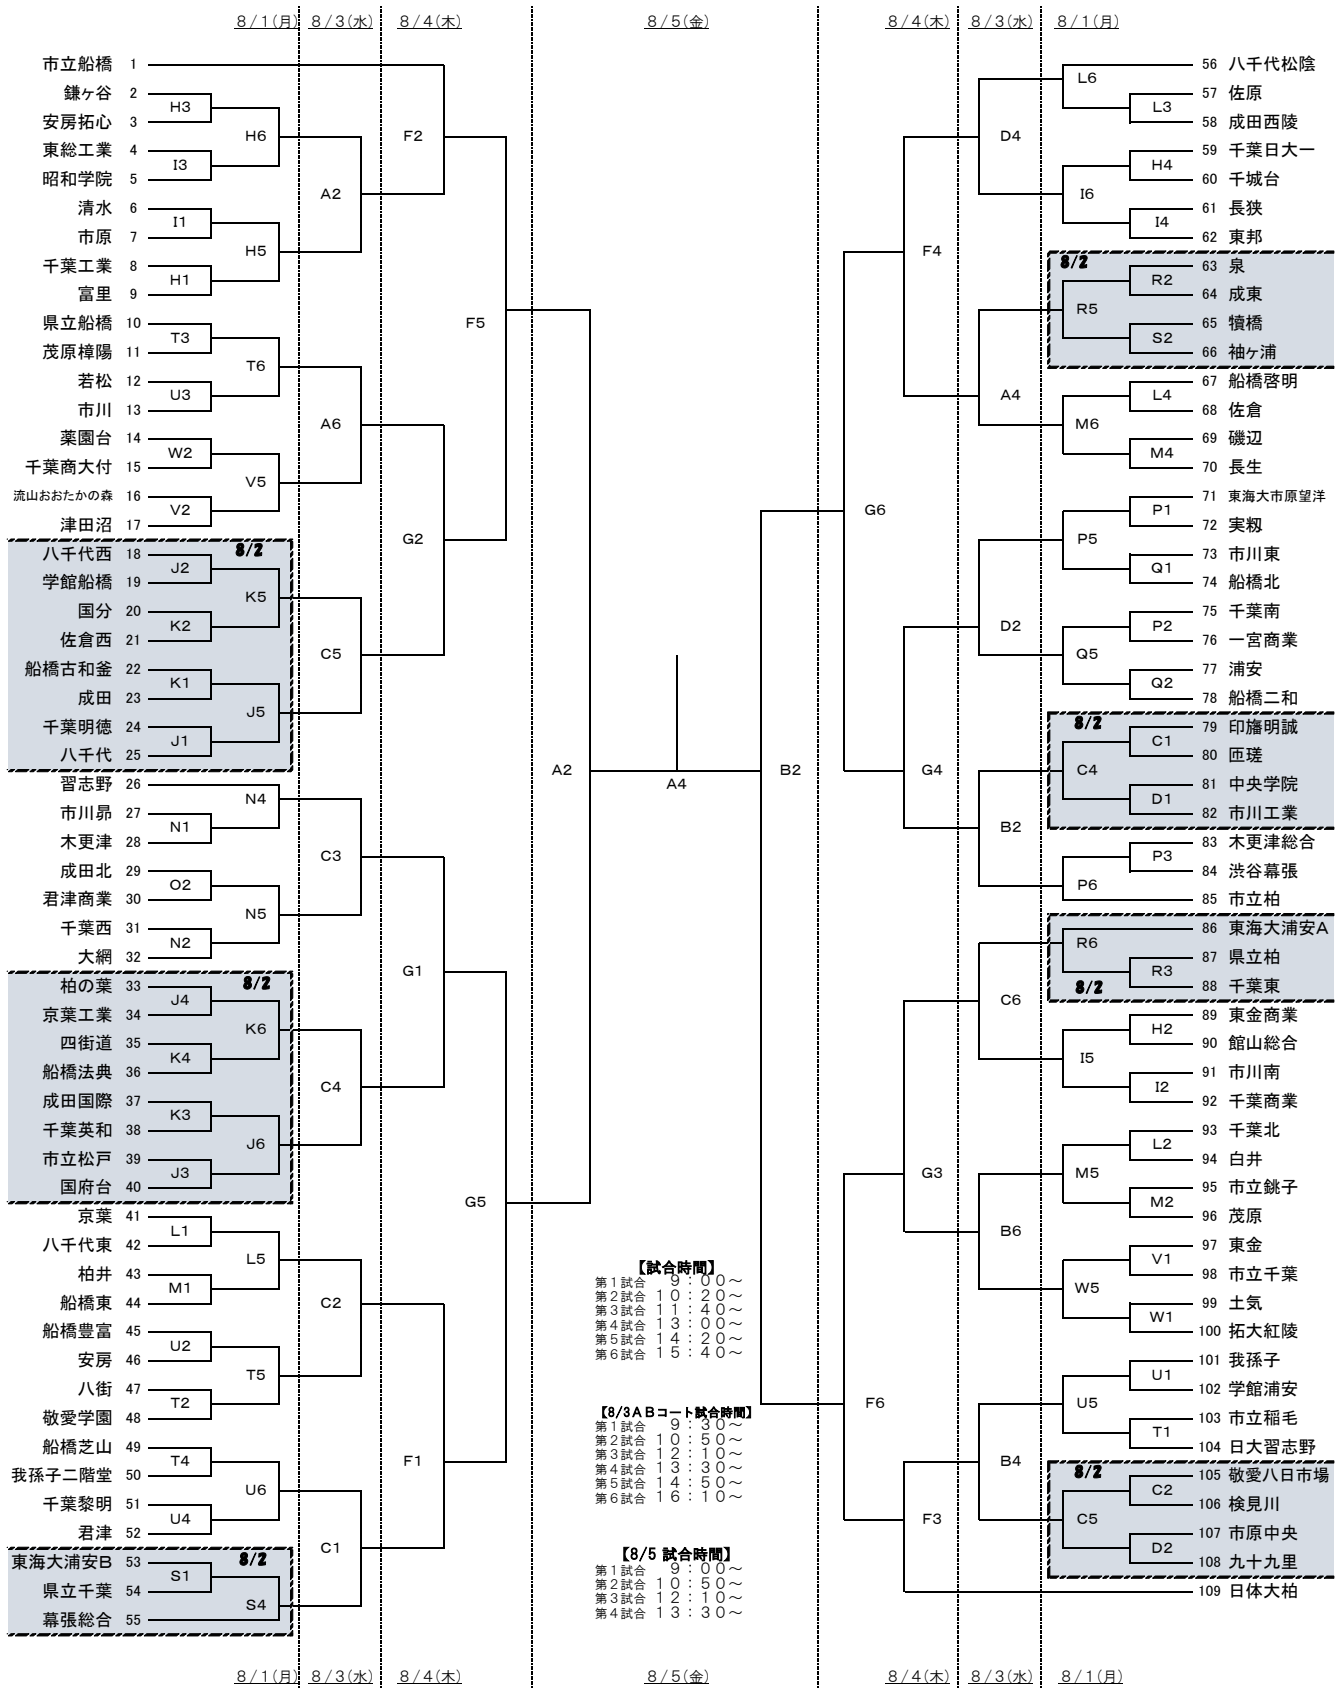 8/1(月) 8/3(水) 8/4(木) 8/5(金) 8/4(木) 8/3(水) 8/1(月)
市立船橋 1
鎌ヶ谷 2
H3
安房拓心 3
H6
東総工業 4
I3
昭和学院 5
A2
F2
清水 6
I1
市原 7
H5
千葉工業 8
H1
富里 9
F5
県立船橋 10
T3
茂原樟陽 11
T6
若松 12
U3
市川 13
A6
薬園台 14
W2
千葉商大付 15
V5
流山おおたかの森 16
V2
津田沼 17
G2
8/2
八千代西 18
J2
学館船橋 19
K5
国分 20
K2
佐倉西 21
C5
船橋古和釜 22
K1
成田 23
J5
千葉明徳 24
J1
八千代 25
A2
習志野 26
N4
市川昴 27
N1
木更津 28
C3
成田北 29
O2
君津商業 30
N5
千葉西 31
N2
大網 32
G1
8/2
柏の葉 33
J4
京葉工業 34
K6
四街道 35
K4
船橋法典 36
C4
成田国際 37
K3
千葉英和 38
J6
市立松戸 39
J3
国府台 40
G5
京葉 41
L1
八千代東 42
L5
柏井 43
M1
船橋東 44
C2
船橋豊富 45
U2
安房 46
T5
八街 47
T2
敬愛学園 48
F1
船橋芝山 49
T4
我孫子二階堂 50
U6
千葉黎明 51
U4
君津 52
C1
8/2
東海大浦安B 53
S1
県立千葉 54
S4
幕張総合 55
A4
B2
56 八千代松陰
L6
57 佐原
L3
58 成田西陵
D4
59 千葉日大一
H4
60 千城台
I6
61 長狭
I4
62 東邦
F4
8/2
63 泉
R2
64 成東
R5
65 犢橋
S2
66 袖ヶ浦
A4
67 船橋啓明
L4
68 佐倉
M6
69 磯辺
M4
70 長生
G6
71 東海大市原望洋
P1
72 実籾
P5
73 市川東
Q1
74 船橋北
D2
75 千葉南
P2
76 一宮商業
Q5
77 浦安
Q2
78 船橋二和
G4
8/2
79 印旛明誠
C1
80 匝瑳
C4
81 中央学院
D1
82 市川工業
B2
83 木更津総合
P3
84 渋谷幕張
P6
85 市立柏
86 東海大浦安A
R6
87 県立柏
R3
88 千葉東
8/2
C6
89 東金商業
H2
90 館山総合
I5
91 市川南
I2
92 千葉商業
G3
93 千葉北
L2
94 白井
M5
95 市立銚子
M2
96 茂原
B6
97 東金
V1
98 市立千葉
W5
99 土気
W1
100 拓大紅陵
F6
101 我孫子
U1
102 学館浦安
U5
103 市立稲毛
T1
104 日大習志野
B4
8/2
105 敬愛八日市場
C2
106 検見川
C5
107 市原中央
D2
108 九十九里
F3
109 日体大柏
【試合時間】
第1試合 9:00~
第2試合 10:20~
第3試合 11:40~
第4試合 13:00~
第5試合 14:20~
第6試合 15:40~
【8/3ABコート試合時間】
第1試合 9:30~
第2試合 10:50~
第3試合 12:10~
第4試合 13:30~
第5試合 14:50~
第6試合 16:10~
【8/5 試合時間】
第1試合 9:00~
第2試合 10:50~
第3試合 12:10~
第4試合 13:30~
8/1(月) 8/3(水) 8/4(木) 8/5(金) 8/4(木) 8/3(水) 8/1(月)